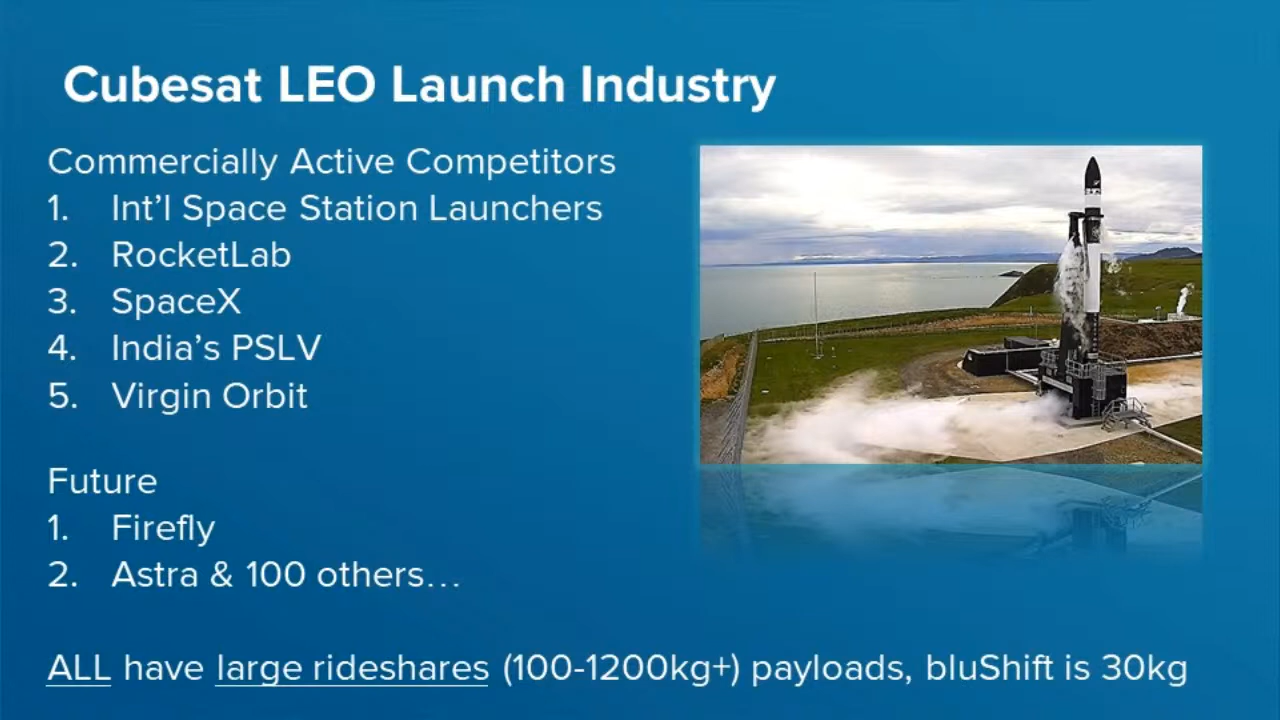 Cubesat LEO Launch Industry
Commercially Active Competitors
1. Int'l Space Station Launchers
2. RocketLab
3. SpaceX
4. India's PSLV
5. Virgin Orbit
Future
1. Firefly
2. Astra & 100 others…
ALL have large rideshares (100-1200kg+) payloads, bluShift is 30kg